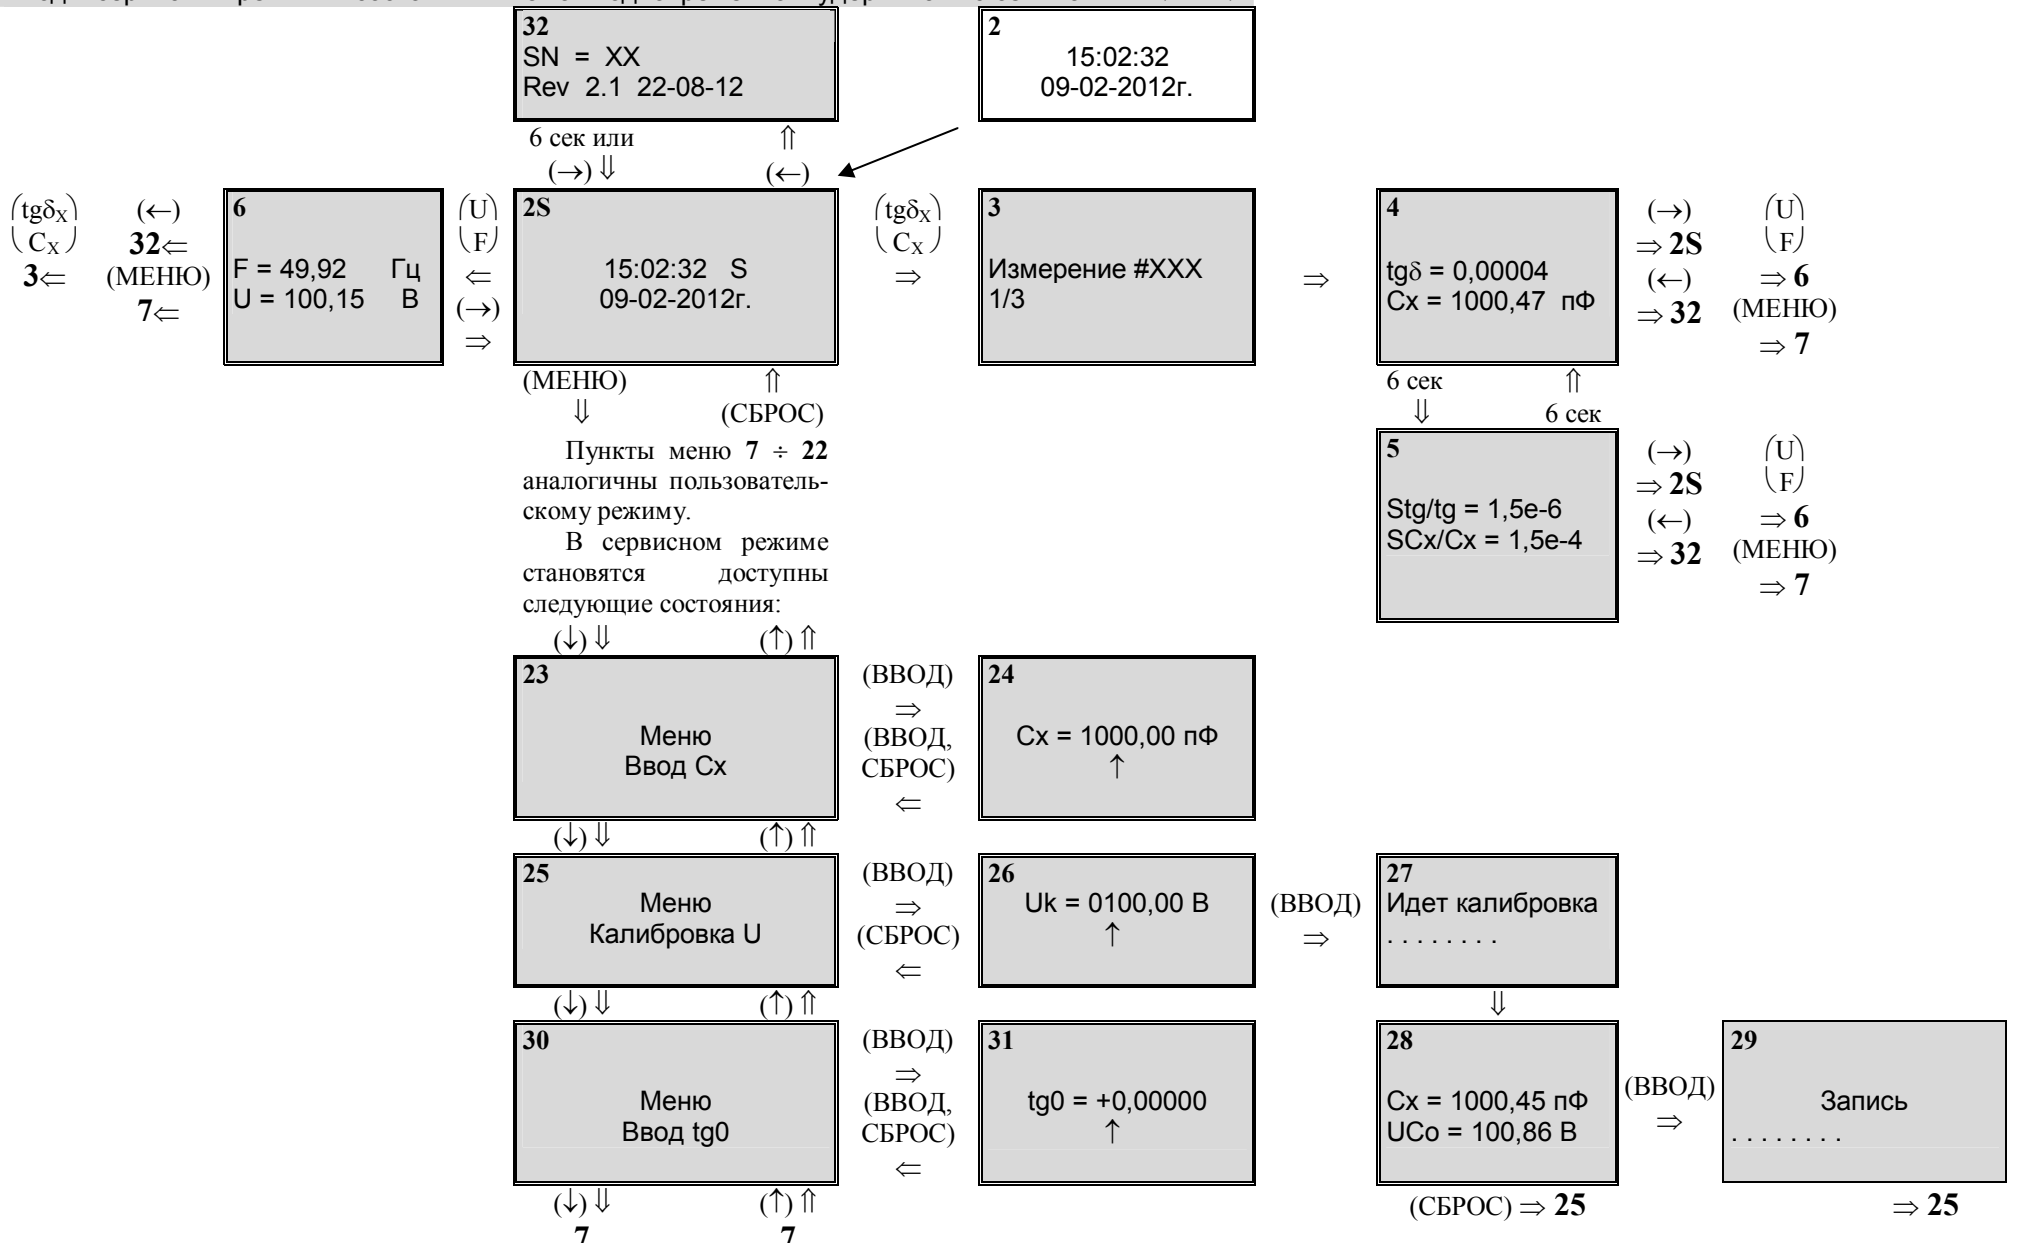 32
SN = XX
Rev 2.1 22-08-12
2
15:02:32
09-02-2012г.
6 сек или
(→) ⇓
⇑
(←)
(tgδX CX)
3⇐
(←)
32⇐
(МЕНЮ)
7⇐
6
F = 49,92 Гц
U = 100,15 В
(U F)
⇐
(→)
⇒
2S
15:02:32 S
09-02-2012г.
(tgδX CX)
⇒
3
Измерение #XXX
1/3
⇒
4
tgδ = 0,00004
Cx = 1000,47 пФ
(→)
⇒ 2S
(←)
⇒ 32
(U F)
⇒ 6
(МЕНЮ)
⇒ 7
(МЕНЮ)
⇓
⇑
(СБРОС)
6 сек
⇓
⇑
6 сек
5
Stg/tg = 1,5e-6
SCx/Cx = 1,5e-4
(→)
⇒ 2S
(←)
⇒ 32
(U F)
⇒ 6
(МЕНЮ)
⇒ 7
Пункты меню 7 ÷ 22
аналогичны пользователь-
скому режиму.
В сервисном режиме
становятся доступны
следующие состояния:
(↓) ⇓ (↑) ⇑
23
Меню
Ввод Cx
(ВВОД)
⇒
(ВВОД,
СБРОС)
⇐
24
Cx = 1000,00 пФ
↑
(↓) ⇓ (↑) ⇑
25
Меню
Калибровка U
(ВВОД)
⇒
(СБРОС)
⇐
26
Uk = 0100,00 В
↑
(ВВОД)
⇒
27
Идет калибровка
. . . . . . . .
(↓) ⇓ (↑) ⇑
⇓
30
Меню
Ввод tg0
(ВВОД)
⇒
(ВВОД,
СБРОС)
⇐
31
tg0 = +0,00000
↑
28
Cx = 1000,45 пФ
UCo = 100,86 В
(ВВОД)
⇒
29
Запись
. . . . . . . .
(↓) ⇓ (↑) ⇑
7 7
(СБРОС) ⇒ 25
⇒ 25